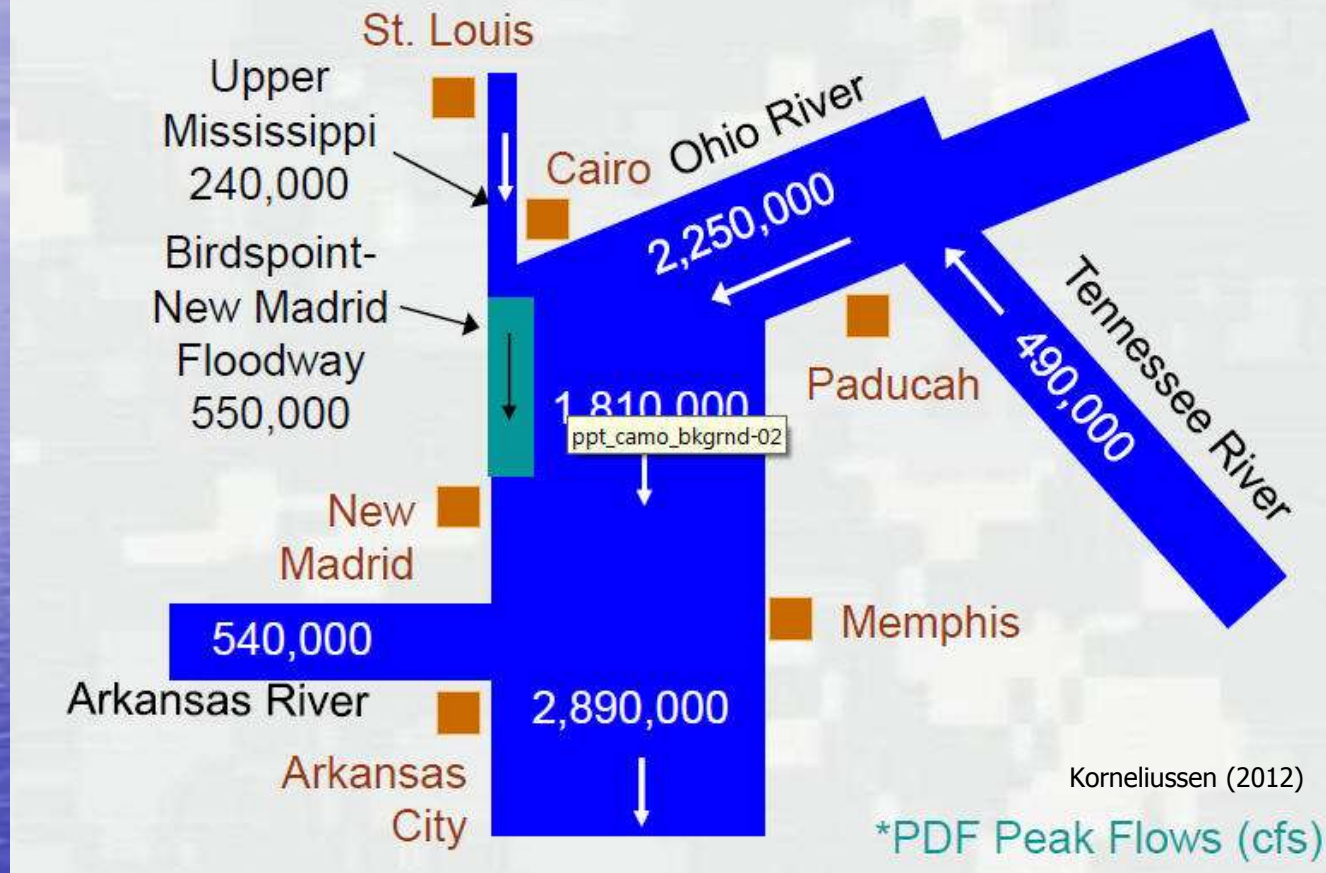 St. Louis
Upper
Mississippi
240,000
Cairo
Ohio River
2,250,000
Birdspoint-
New Madrid
Floodway
550,000
1,810,000
ppt_camo_bkgrnd-02
Paducah
Tennessee River
490,000
New
Madrid
Memphis
540,000
Arkansas River
2,890,000
Arkansas
City
Korneliussen (2012)
*PDF Peak Flows (cfs)